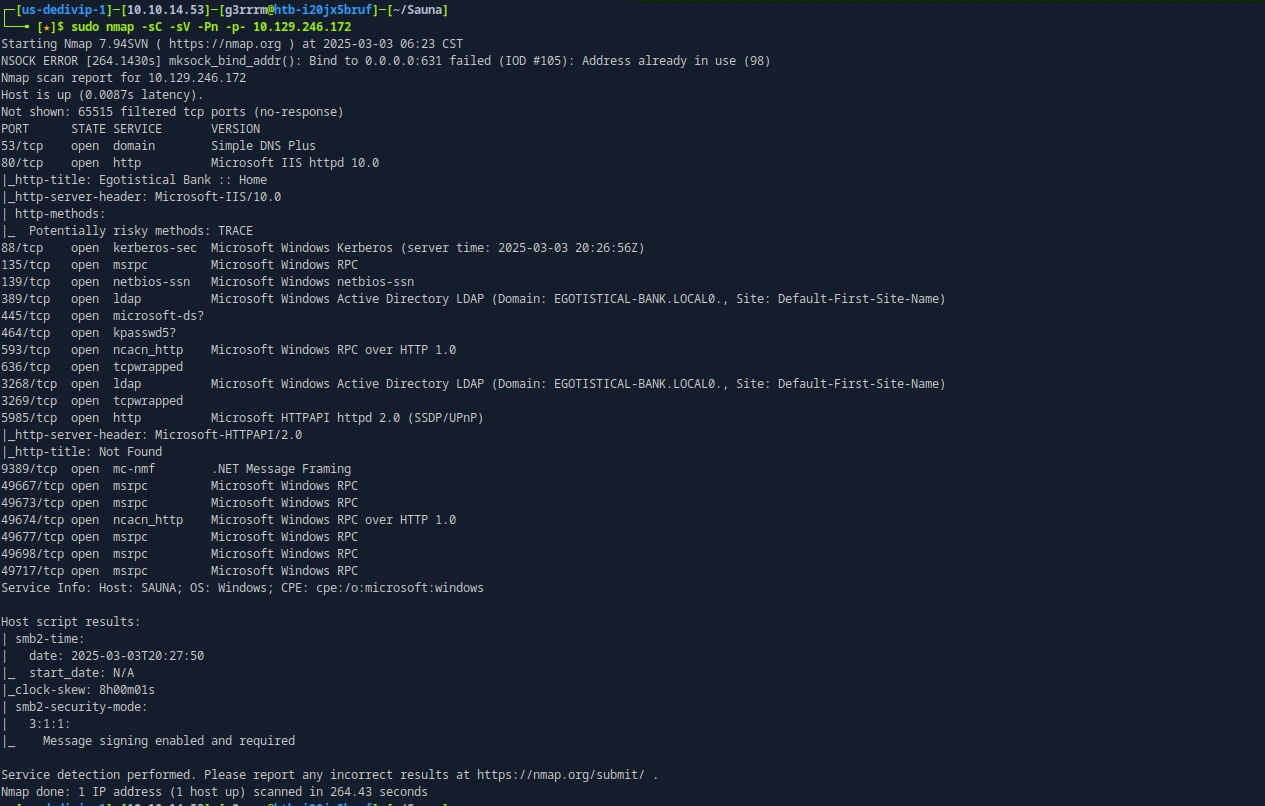 ┌─[us-dedivip-1]─[10.10.14.53]─[g3rrrm@htb-i20jx5bruf]─[~/Sauna]
└──╼ [★]$ sudo nmap -sC -sV -Pn -p- 10.129.246.172
Starting Nmap 7.94SVN ( https://nmap.org ) at 2025-03-03 06:23 CST
NSOCK ERROR [264.1430s] mksock_bind_addr(): Bind to 0.0.0.0:631 failed (IOD #105): Address already in use (98)
Nmap scan report for 10.129.246.172
Host is up (0.0087s latency).
Not shown: 65515 filtered tcp ports (no-response)
PORT      STATE SERVICE       VERSION
53/tcp    open  domain        Simple DNS Plus
80/tcp    open  http          Microsoft IIS httpd 10.0
|_http-title: Egotistical Bank :: Home
|_http-server-header: Microsoft-IIS/10.0
| http-methods:
|_  Potentially risky methods: TRACE
88/tcp    open  kerberos-sec  Microsoft Windows Kerberos (server time: 2025-03-03 20:26:56Z)
135/tcp   open  msrpc         Microsoft Windows RPC
139/tcp   open  netbios-ssn   Microsoft Windows netbios-ssn
389/tcp   open  ldap          Microsoft Windows Active Directory LDAP (Domain: EGOTISTICAL-BANK.LOCAL0., Site: Default-First-Site-Name)
445/tcp   open  microsoft-ds?
464/tcp   open  kpasswd5?
593/tcp   open  ncacn_http    Microsoft Windows RPC over HTTP 1.0
636/tcp   open  tcpwrapped
3268/tcp  open  ldap          Microsoft Windows Active Directory LDAP (Domain: EGOTISTICAL-BANK.LOCAL0., Site: Default-First-Site-Name)
3269/tcp  open  tcpwrapped
5985/tcp  open  http          Microsoft HTTPAPI httpd 2.0 (SSDP/UPnP)
|_http-server-header: Microsoft-HTTPAPI/2.0
|_http-title: Not Found
9389/tcp  open  mc-nmf        .NET Message Framing
49667/tcp open  msrpc         Microsoft Windows RPC
49673/tcp open  msrpc         Microsoft Windows RPC
49674/tcp open  ncacn_http    Microsoft Windows RPC over HTTP 1.0
49677/tcp open  msrpc         Microsoft Windows RPC
49698/tcp open  msrpc         Microsoft Windows RPC
49717/tcp open  msrpc         Microsoft Windows RPC
Service Info: Host: SAUNA; OS: Windows; CPE: cpe:/o:microsoft:windows

Host script results:
| smb2-time:
|   date: 2025-03-03T20:27:50
|_  start_date: N/A
|_clock-skew: 8h00m01s
| smb2-security-mode:
|   3:1:1:
|_    Message signing enabled and required

Service detection performed. Please report any incorrect results at https://nmap.org/submit/ .
Nmap done: 1 IP address (1 host up) scanned in 264.43 seconds